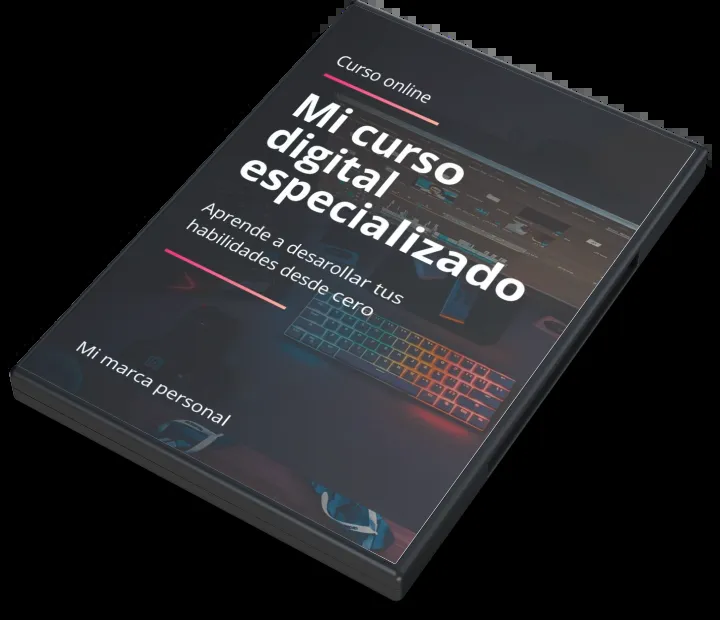 Curso online
Mi curso
digital
especializado
Aprende a desarollar tus
habilidades desde cero
Mi marca personal